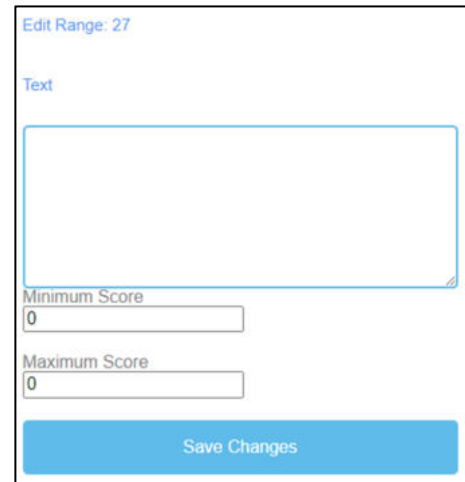 Edit Range: 27
Text
Minimum Score
0
Maximum Score
0
Save Changes